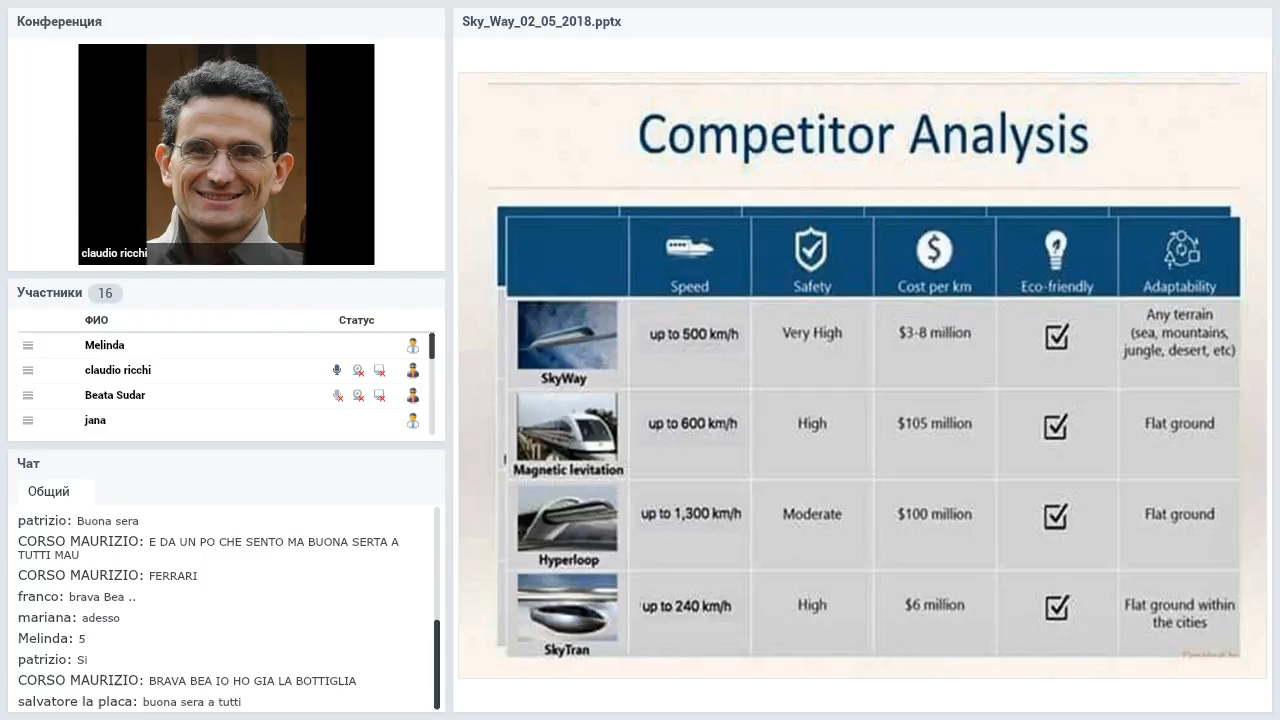 Конференция
claudio ricchi
Участники 16
ФИО Статус
Melinda
claudio ricchi
Beata Sudar
jana
Чат
Общий
patrizio: Buona sera
CORSO MAURIZIO: E DA UN PO CHE SENTO MA BUONA SERTA A
TUTTI MAU
CORSO MAURIZIO: FERRARI
franco: brava Bea ..
mariana: adesso
Melinda: 5
patrizio: Si
CORSO MAURIZIO: BRAVA BEA IO HO GIA LA BOTTIGLIA
salvatore la placa: buona sera a tutti
Sky_Way_02_05_2018.pptx
Competitor Analysis
Speed Safety Cost per km Eco-friendly Adaptability
SkyWay up to 500 km/h Very High $3-8 million Any terrain
(sea, mountains,
jungle, desert, etc)
Magnetic levitation up to 600 km/h High $105 million Flat ground
Hyperloop up to 1,300 km/h Moderate $100 million Flat ground
SkyTran up to 240 km/h High $6 million Flat ground within
the cities